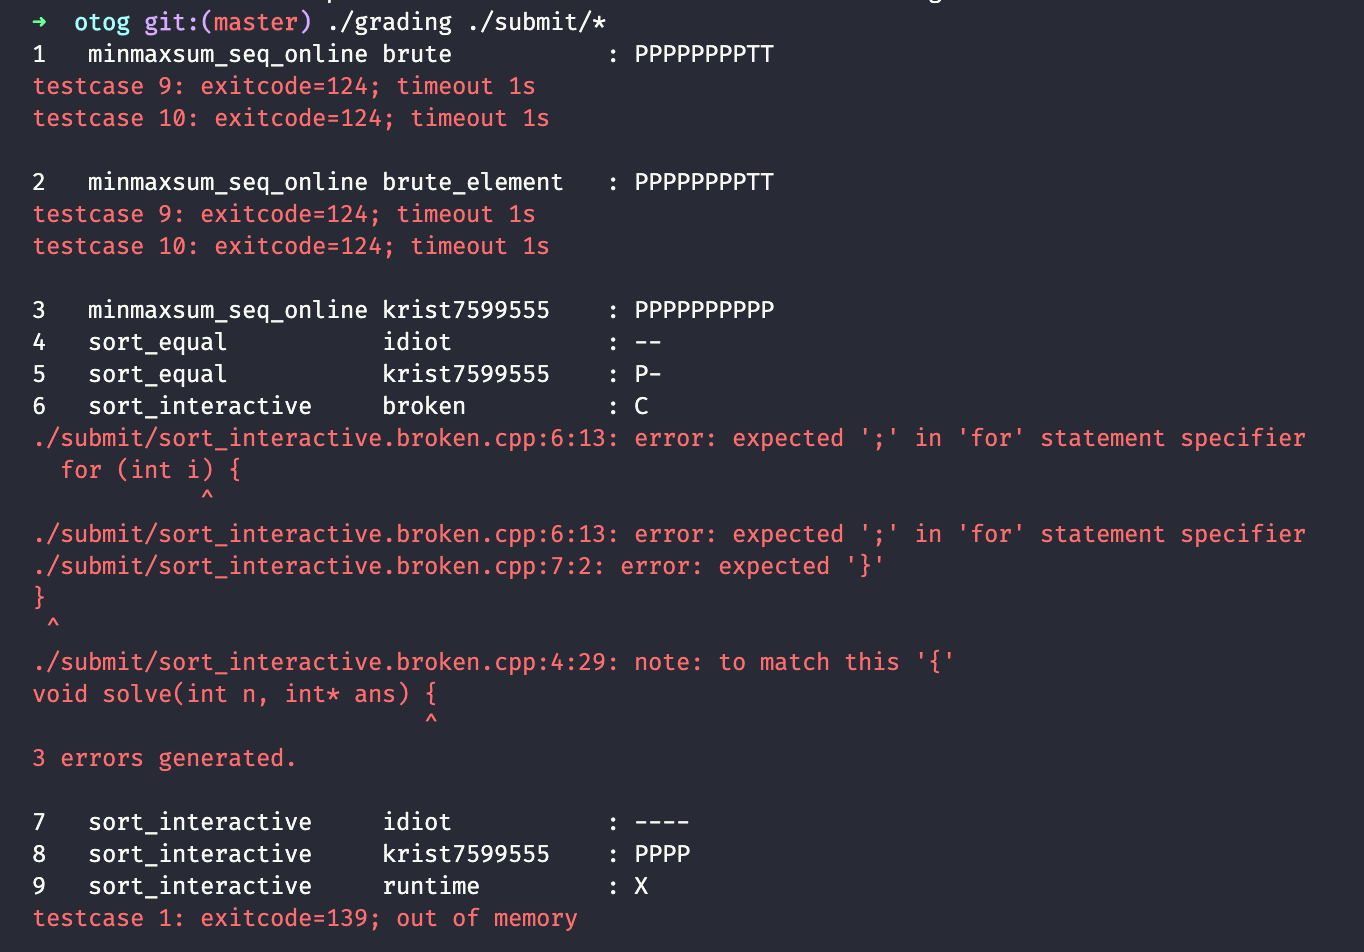 → otog git:(master) ./grading ./submit/*
1   minmaxsum_seq_online brute           : PPPPPPPPTT
testcase 9: exitcode=124; timeout 1s
testcase 10: exitcode=124; timeout 1s
2   minmaxsum_seq_online brute_element   : PPPPPPPPTT
testcase 9: exitcode=124; timeout 1s
testcase 10: exitcode=124; timeout 1s
3   minmaxsum_seq_online krist7599555    : PPPPPPPPPP
4   sort_equal           idiot           : --
5   sort_equal           krist7599555    : P-
6   sort_interactive     broken          : C
./submit/sort_interactive.broken.cpp:6:13: error: expected ';' in 'for' statement specifier
  for (int i) {
            ^
./submit/sort_interactive.broken.cpp:6:13: error: expected ';' in 'for' statement specifier
./submit/sort_interactive.broken.cpp:7:2: error: expected '}'
}
 ^
./submit/sort_interactive.broken.cpp:4:29: note: to match this '{'
void solve(int n, int* ans) {
                            ^
3 errors generated.
7   sort_interactive     idiot           : ----
8   sort_interactive     krist7599555    : PPPP
9   sort_interactive     runtime         : X
testcase 1: exitcode=139; out of memory